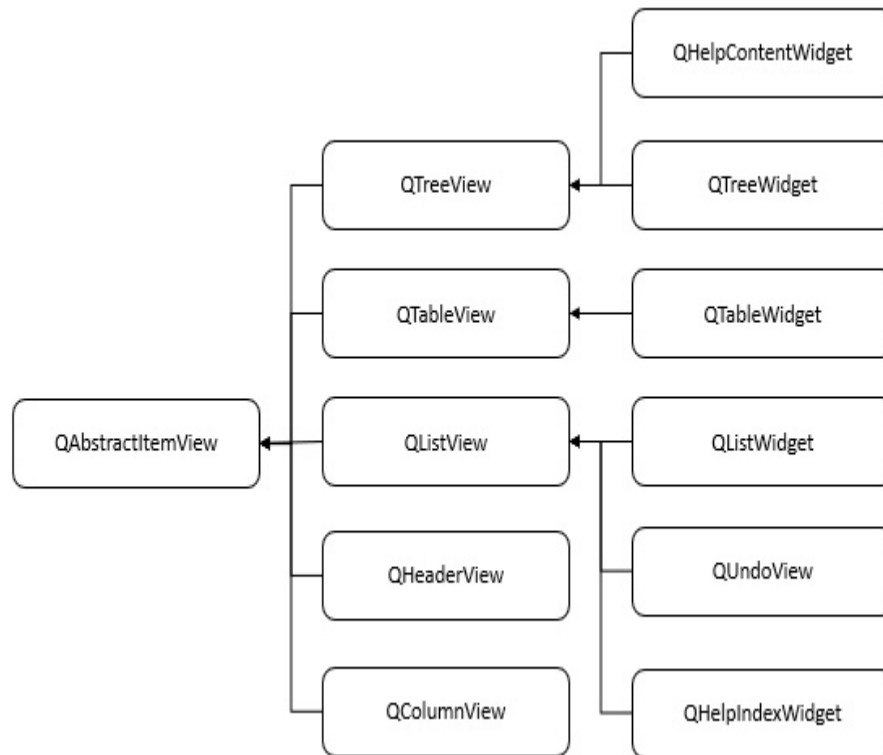 QHelpContentWidget
QTreeView
QTreeWidget
QTableView
QTableWidget
QAbstractItemView
QListView
QListWidget
QHeaderView
QUndoView
QColumnView
QHelpIndexWidget